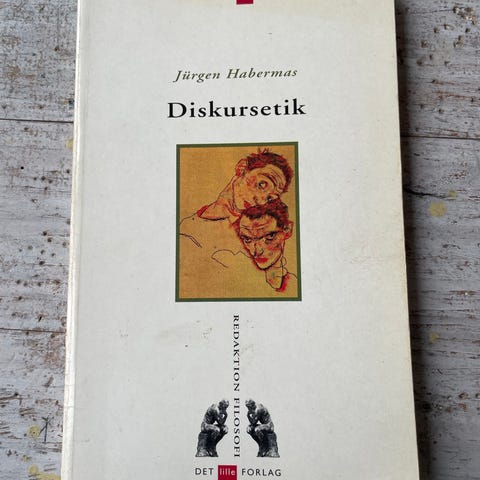 Jürgen Habermas
Diskursetik
REDAKTION FILOSOFI
DET lille FORLAG